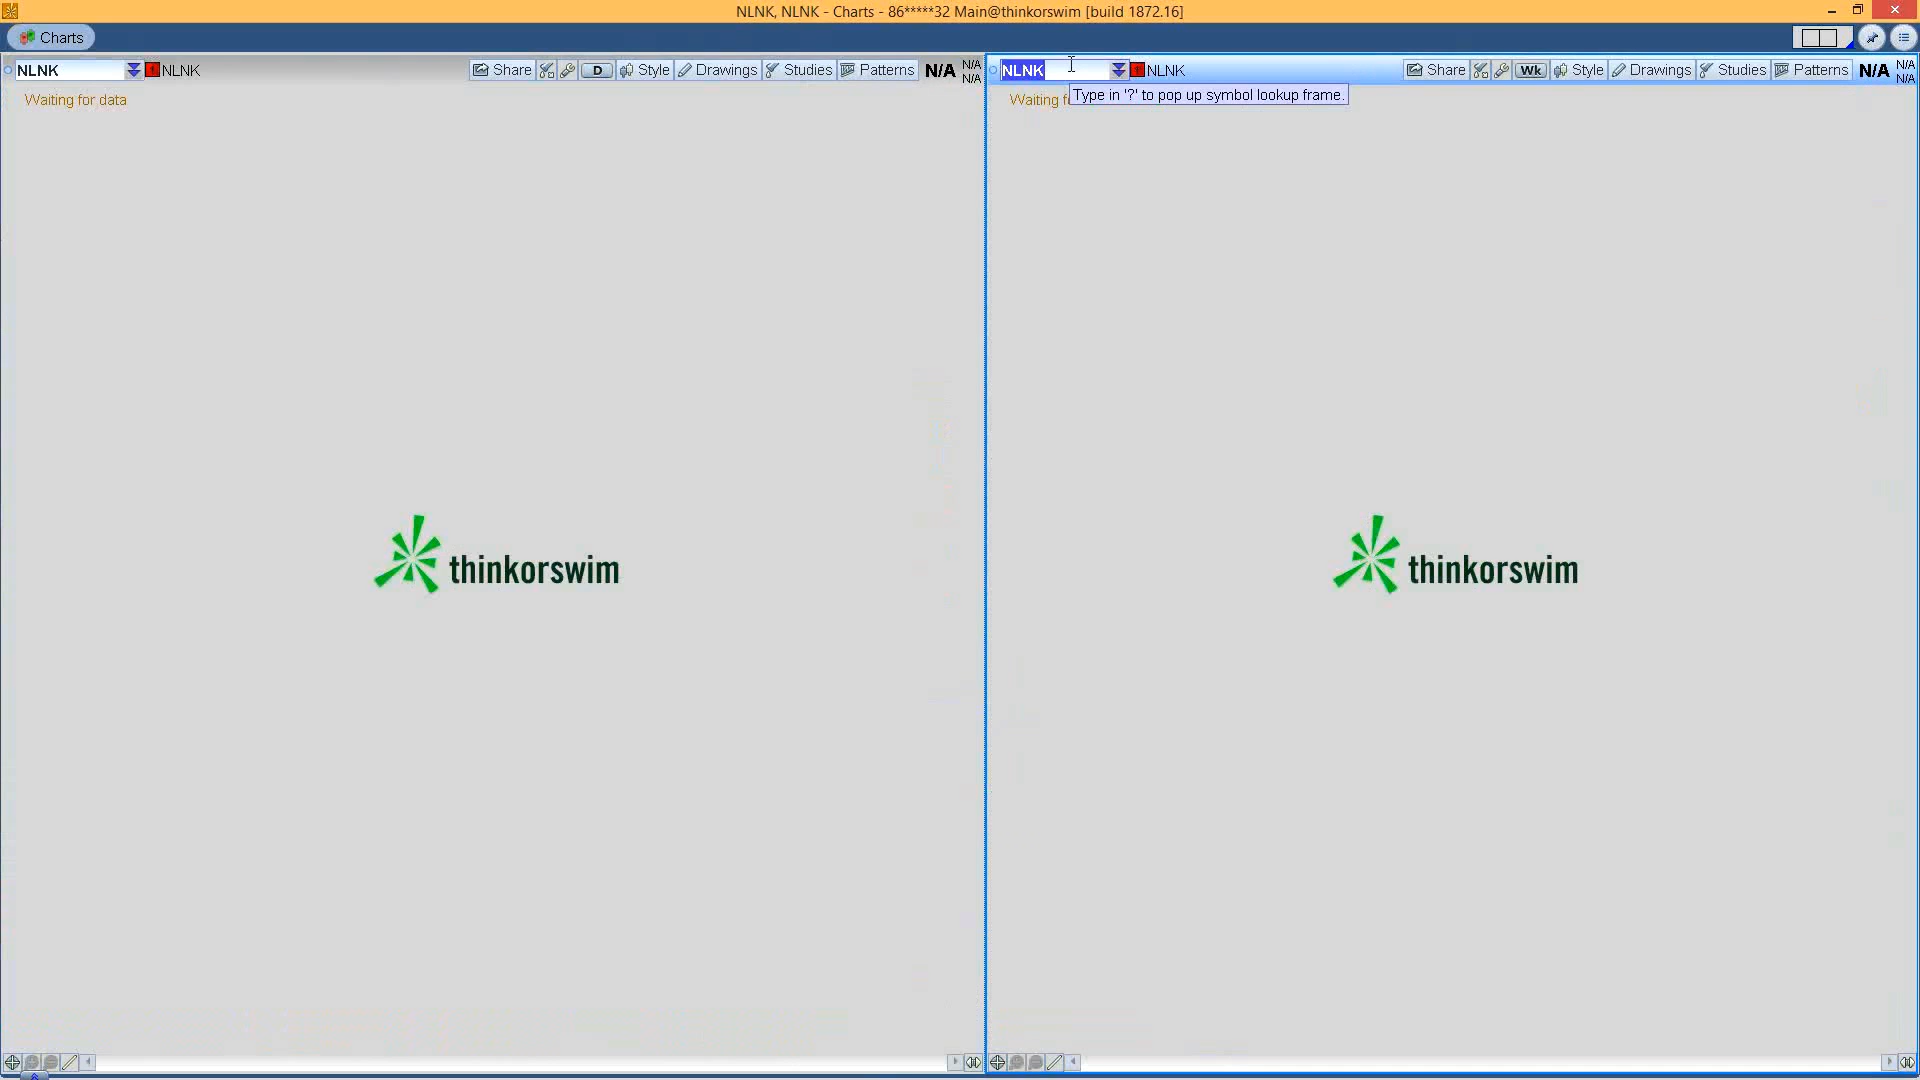 NLNK, NLNK - Charts - 86*****32 Main@thinkorswim [build 1872.16]
Charts
NLNK NLNK Share D Style Drawings Studies Patterns N/A N/A N/A
Waiting for data
NLNK NLNK Share Wk Style Drawings Studies Patterns N/A N/A N/A
Waiting f
Type in '?' to pop up symbol lookup frame.
thinkorswim
thinkorswim